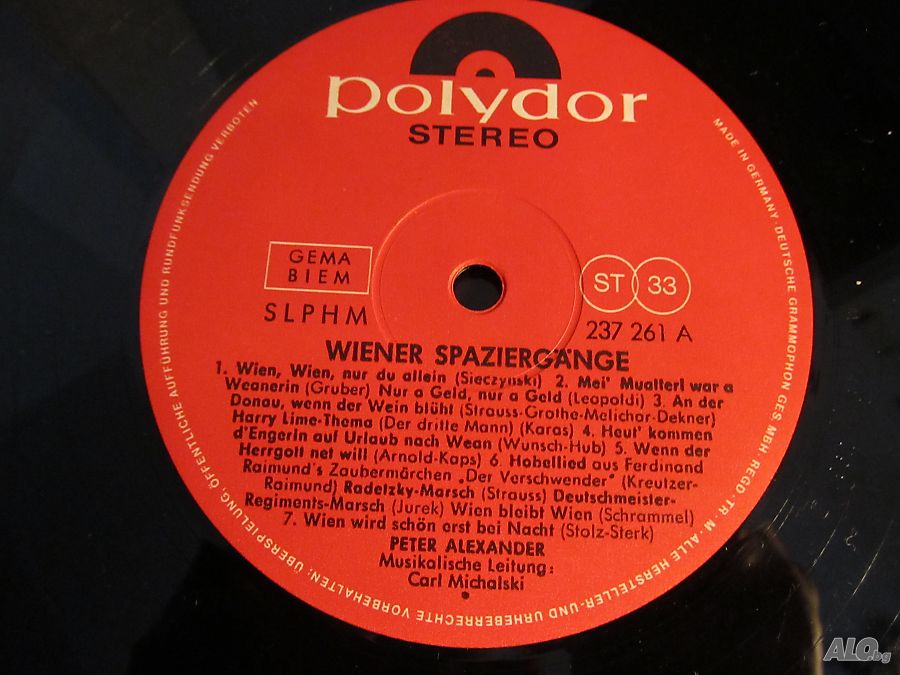 polydor
STEREO
GEMA
BIEM
SLPHM
ST 33
237 261 A
WIENER SPAZIERGÄNGE
1. Wien, Wien, nur du allein (Sieczynski) 2. Mei' Muatterl war a
Weanerin (Gruber) Nur a Geld, nur a Geld (Leopoldi) 3. An der
Donau, wenn der Wein blüht (Strauss-Grothe-Melichar-Dekner)
Harry Lime-Thema (Der dritte Mann) (Karas) 4. Heut' kommen
d'Engerln auf Urlaub nach Wean (Wunsch-Hub) 5. Wenn der
Herrgott net will (Arnold-Kaps) 6. Hobellied aus Ferdinand
Raimund's Zaubermärchen „Der Verschwender" (Kreutzer-
Raimund) Radetzky-Marsch (Strauss) Deutschmeister-
Regiments-Marsch (Jurek) Wien bleibt Wien (Schrammel)
7. Wien wird schön erst bei Nacht (Stolz-Sterk)
PETER ALEXANDER
Musikalische Leitung:
Carl Michalski
MADE IN GERMANY · DEUTSCHE GRAMMOPHON GES. MBH · REGD · TR. M · ALLE HERSTELLER- UND URHEBERRECHTE VORBEHALTEN: ÜBERSPIELUNG, ÖFFENTLICHE AUFFÜHRUNG UND RUNDFUNKSENDUNG VERBOTEN
ALO.bg